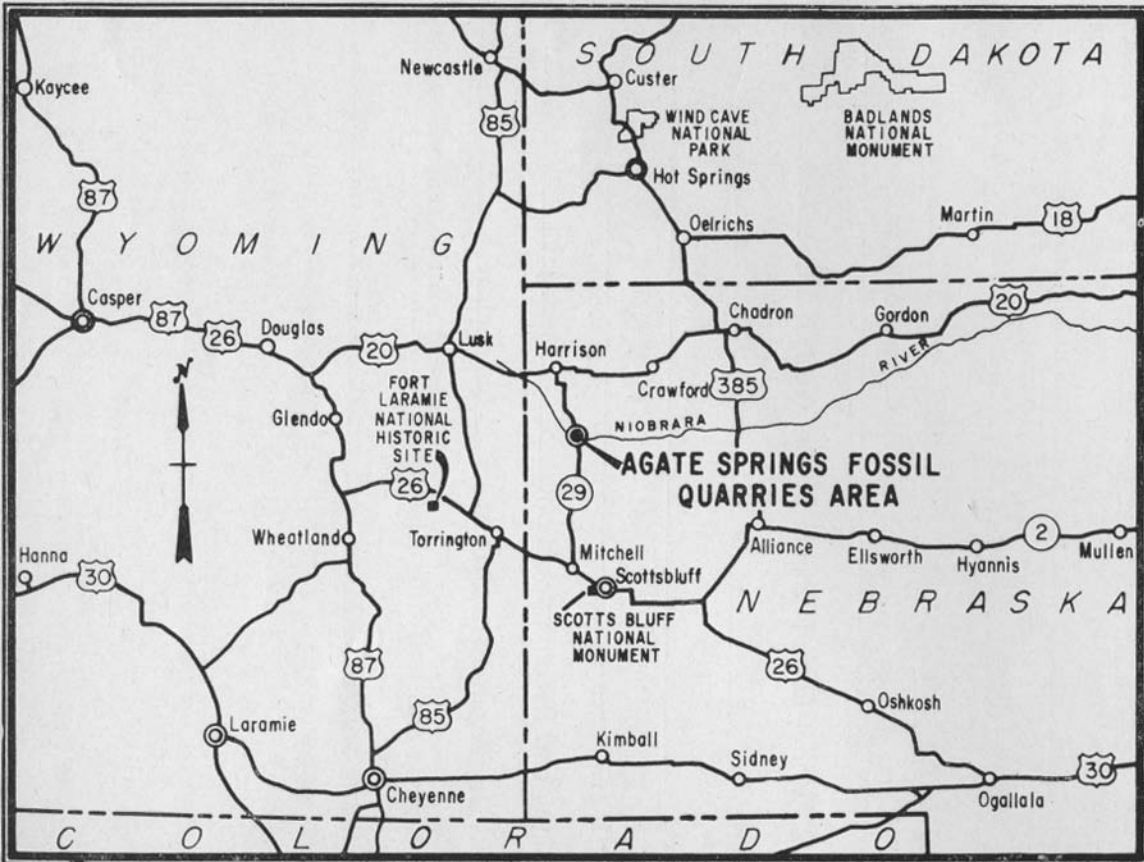 SOUTH DAKOTA
Newcastle
Custer
Kaycee
85
WIND CAVE
NATIONAL
PARK
BADLANDS
NATIONAL
MONUMENT
87
Hot Springs
Oelrichs
Martin
18
WYOMING
Casper
87
26
Douglas
20
Lusk
Harrison
Chadron
Gordon
20
N
FORT
LARAMIE
NATIONAL
HISTORIC
SITE
Crawford
385
RIVER
Glendo
NIOBRARA
26
AGATE SPRINGS FOSSIL
QUARRIES AREA
29
Wheatland
Torrington
Mitchell
Alliance
Ellsworth
Hyannis
2
Mullen
Hanna
30
Scottsbluff
NEBRASKA
SCOTTS BLUFF
NATIONAL
MONUMENT
87
26
85
Oshkosh
Laramie
Kimball
Sidney
30
Cheyenne
Ogallala
COLORADO